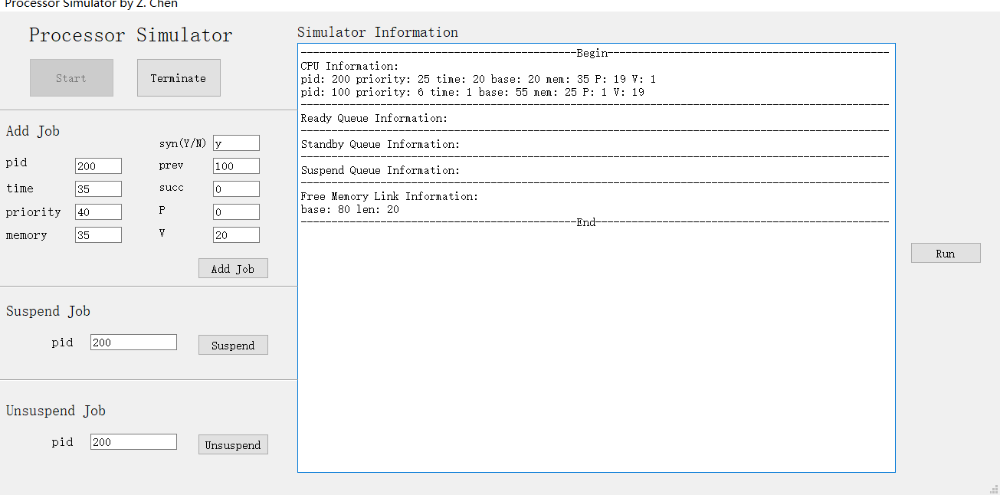 Processor Simulator by Z. Chen
Processor Simulator
Start
Terminate
Add Job
syn(Y/N) y
pid 200
prev 100
time 35
succ 0
priority 40
P 0
memory 35
V 20
Add Job
Suspend Job
pid 200
Suspend
Unsuspend Job
pid 200
Unsuspend
Simulator Information
Begin
CPU Information:
pid: 200 priority: 25 time: 20 base: 20 mem: 35 P: 19 V: 1
pid: 100 priority: 6 time: 1 base: 55 mem: 25 P: 1 V: 19
Ready Queue Information:
Standby Queue Information:
Suspend Queue Information:
Free Memory Link Information:
base: 80 len: 20
End
Run